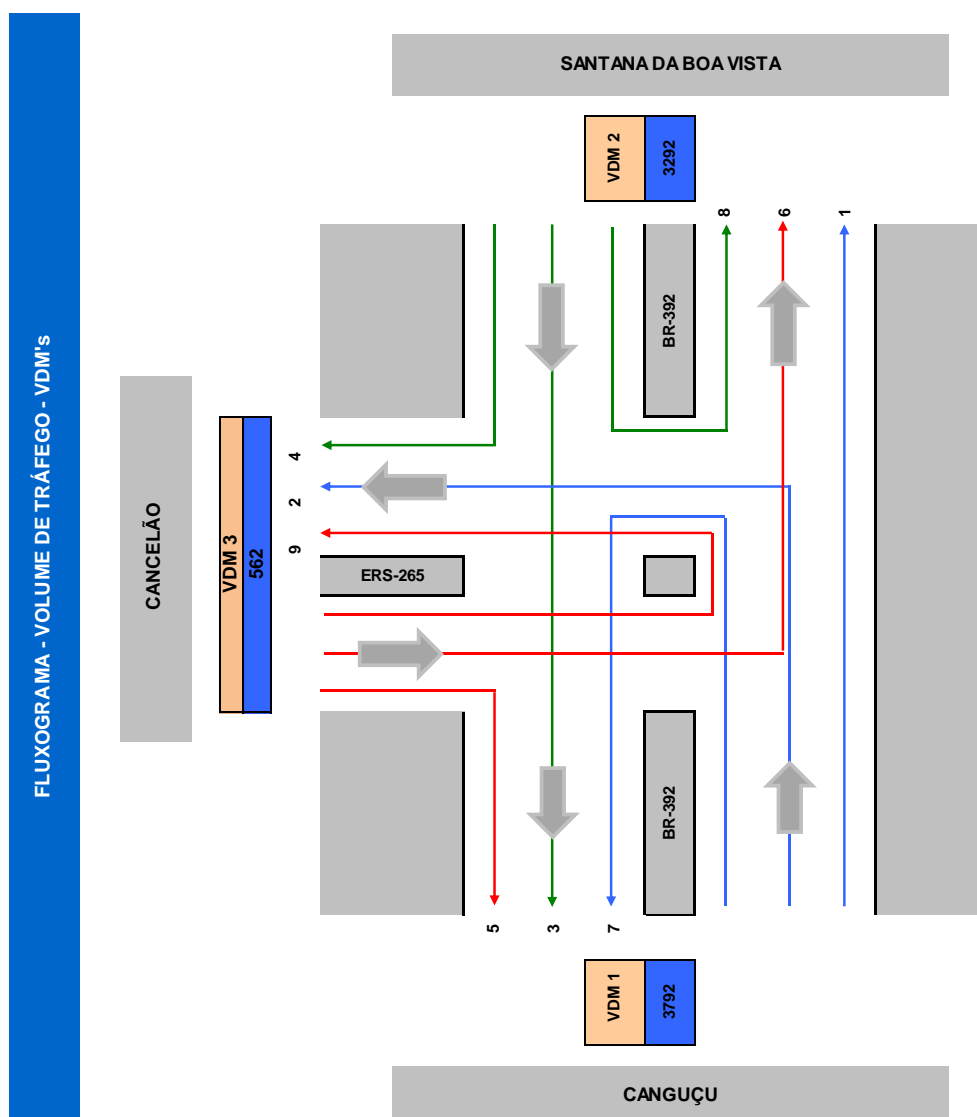 FLUXOGRAMA - VOLUME DE TRÁFEGO - VDM's
SANTANA DA BOA VISTA
VDM 2
3292
8
6
1
BR-392
CANCELÃO
VDM 3
562
4
2
9
ERS-265
BR-392
5
3
7
VDM 1
3792
CANGUÇU